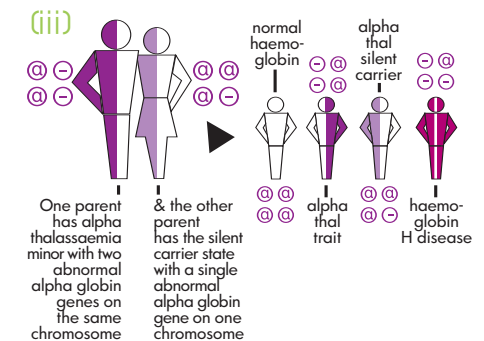 (iii)
@ -
@ -
@ @
@ -
normal
haemo-
globin
- @
- @
alpha
thal
silent
carrier
- @
- -
@ @
@ @
alpha
thal
trait
@ @
@ -
haemo-
globin
H disease
One parent
has alpha
thalassaemia
minor with two
abnormal
alpha globin
genes on
the same
chromosome
& the other
parent
has the silent
carrier state
with a single
abnormal
alpha globin
gene on one
chromosome